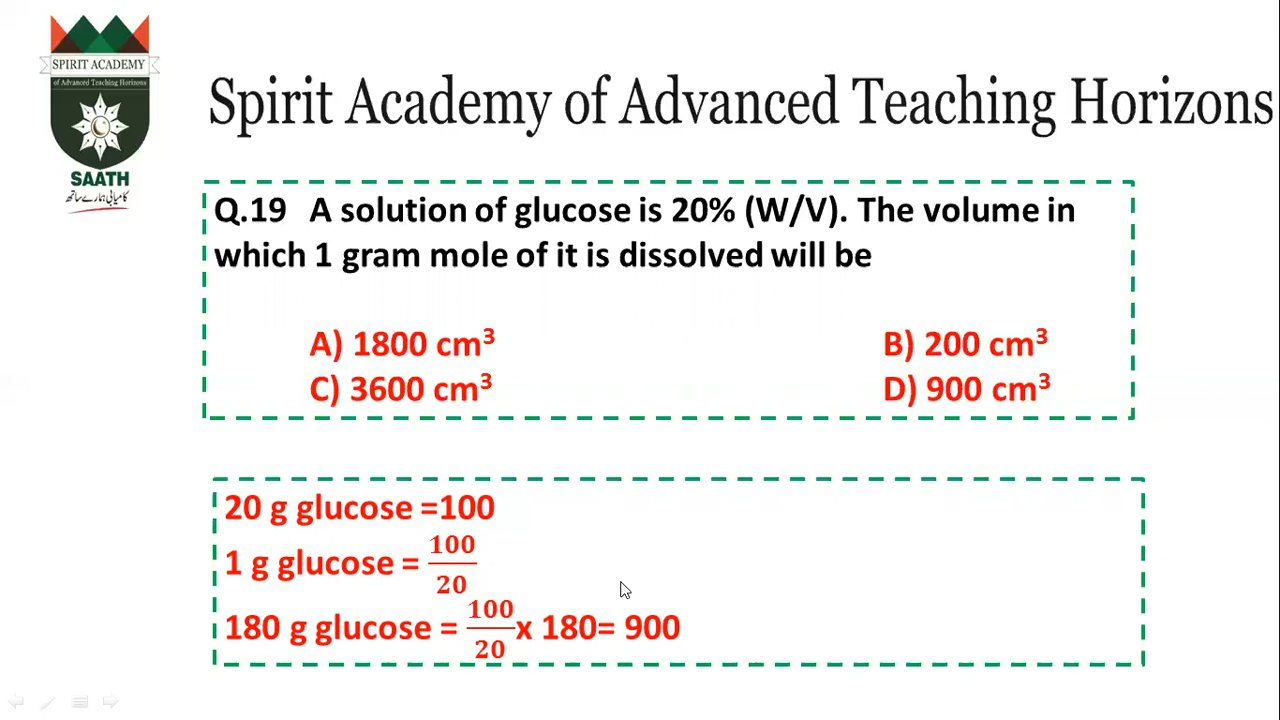 SPIRIT ACADEMY
of Advanced Teaching Horizons
SAATH
کامیابی ہمارے ساتھ
Spirit Academy of Advanced Teaching Horizons
Q.19 A solution of glucose is 20% (W/V). The volume in
which 1 gram mole of it is dissolved will be
A) 1800 cm³ B) 200 cm³
C) 3600 cm³ D) 900 cm³
20 g glucose =100
1 g glucose = 100/20
180 g glucose = 100/20 x 180= 900